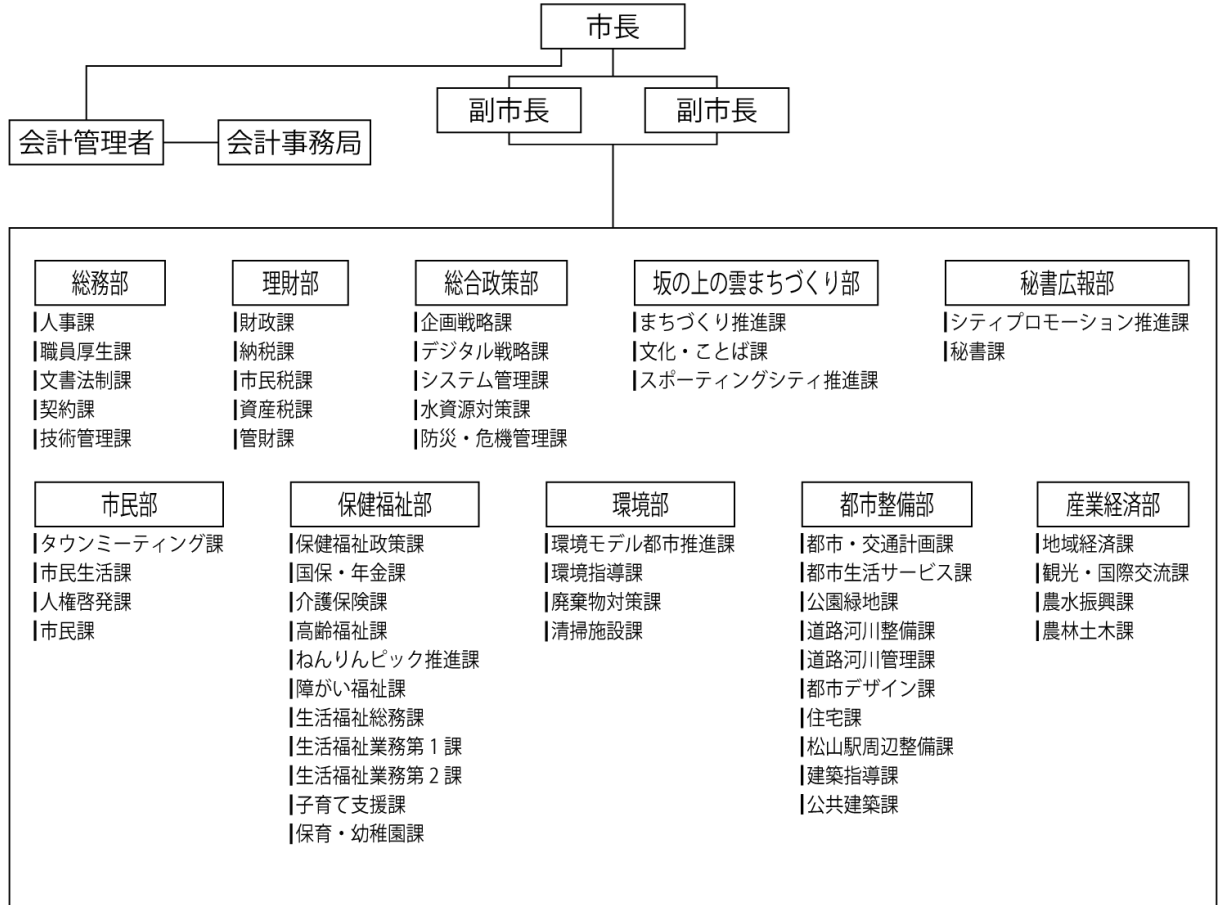 市長
副市長
副市長
会計管理者
会計事務局
総務部
人事課
職員厚生課
文書法制課
契約課
技術管理課
理財部
財政課
納税課
市民税課
資産税課
管財課
総合政策部
企画戦略課
デジタル戦略課
システム管理課
水資源対策課
防災・危機管理課
坂の上の雲まちづくり部
まちづくり推進課
文化・ことば課
スポーティングシティ推進課
秘書広報部
シティプロモーション推進課
秘書課
市民部
タウンミーティング課
市民生活課
人権啓発課
市民課
保健福祉部
保健福祉政策課
国保・年金課
介護保険課
高齢福祉課
ねんりんピック推進課
障がい福祉課
生活福祉総務課
生活福祉業務第1課
生活福祉業務第2課
子育て支援課
保育・幼稚園課
環境部
環境モデル都市推進課
環境指導課
廃棄物対策課
清掃施設課
都市整備部
都市・交通計画課
都市生活サービス課
公園緑地課
道路河川整備課
道路河川管理課
都市デザイン課
住宅課
松山駅周辺整備課
建築指導課
公共建築課
産業経済部
地域経済課
観光・国際交流課
農水振興課
農林土木課